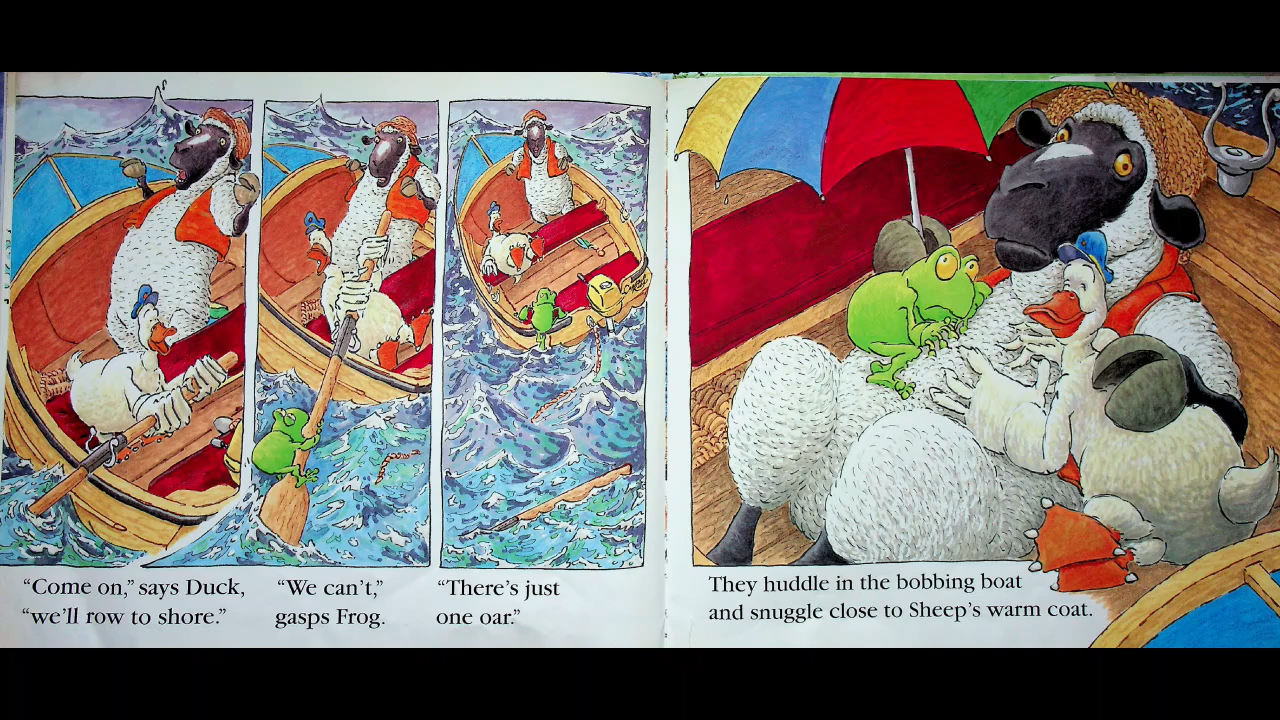 “Come on,” says Duck,
“we’ll row to shore.”
“We can’t,”
gasps Frog.
“There’s just
one oar.”
They huddle in the bobbing boat
and snuggle close to Sheep’s warm coat.